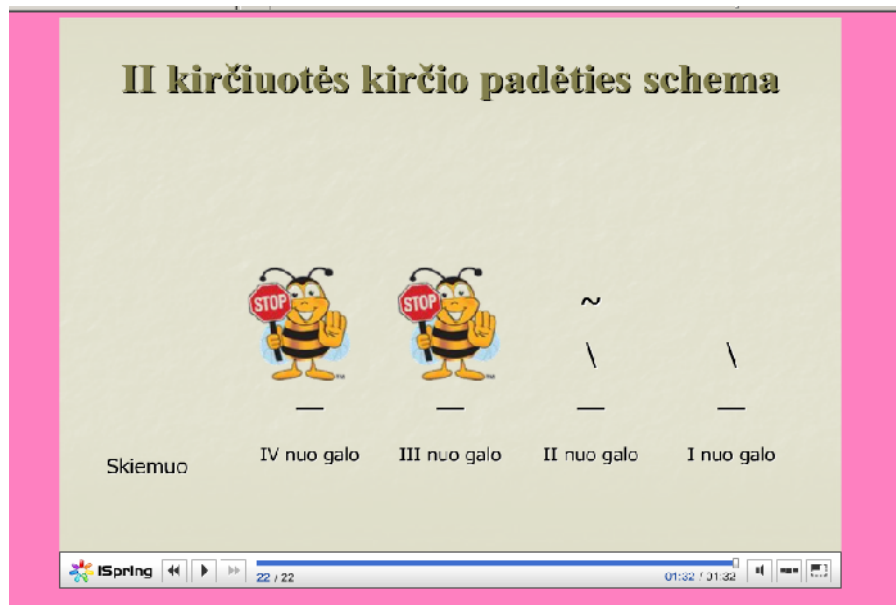 II kirčiuotės kirčio padėties schema
STOP STOP
~
\ \
— — — —
Skiemuo IV nuo galo III nuo galo II nuo galo I nuo galo
iSpring 22 / 22 01:32 / 01:32